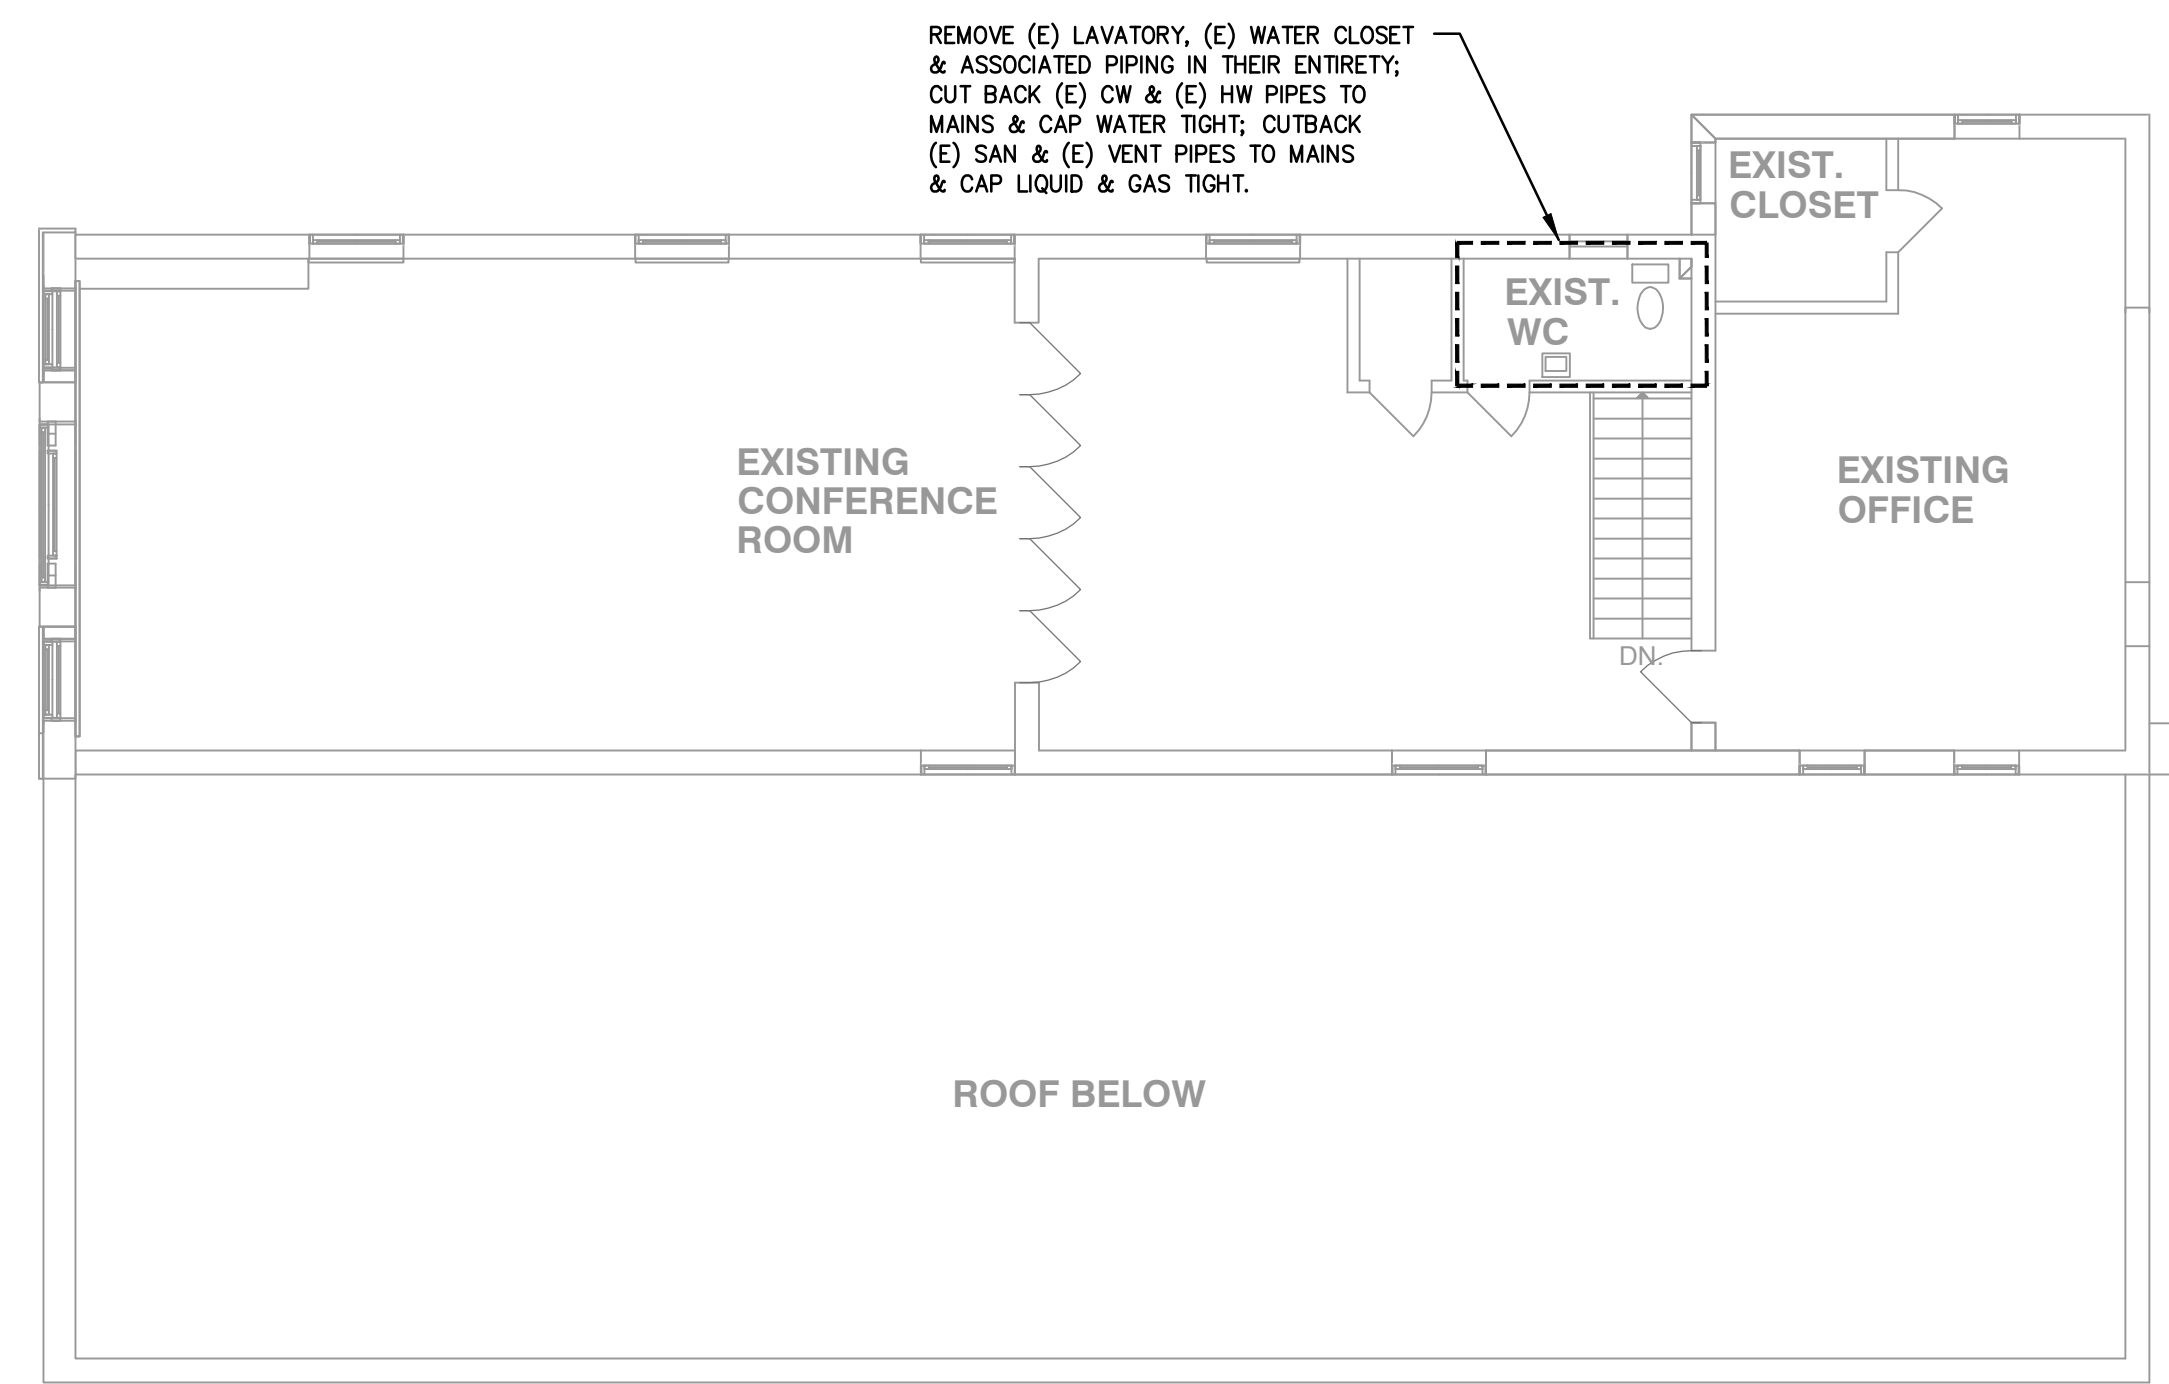 REMOVE (E) LAVATORY, (E) WATER CLOSET
& ASSOCIATED PIPING IN THEIR ENTIRETY;
CUT BACK (E) CW & (E) HW PIPES TO
MAINS & CAP WATER TIGHT; CUTBACK
(E) SAN & (E) VENT PIPES TO MAINS
& CAP LIQUID & GAS TIGHT.
EXIST.
CLOSET
EXIST.
WC
EXISTING
CONFERENCE
ROOM
EXISTING
OFFICE
DN.
ROOF BELOW